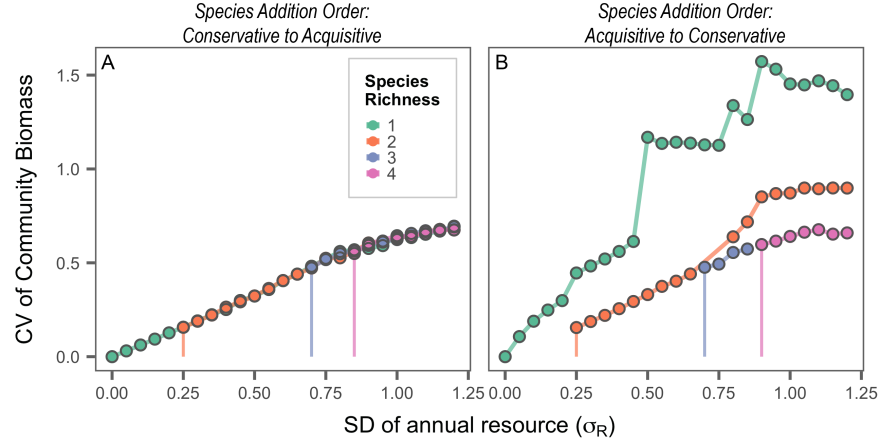 Species Addition Order:
Conservative to Acquisitive
Species Addition Order:
Acquisitive to Conservative
A
B
Species
Richness
1
2
3
4
CV of Community Biomass
1.5
1.0
0.5
0.0
0.00 0.25 0.50 0.75 1.00 1.25
0.00 0.25 0.50 0.75 1.00 1.25
SD of annual resource (σR)